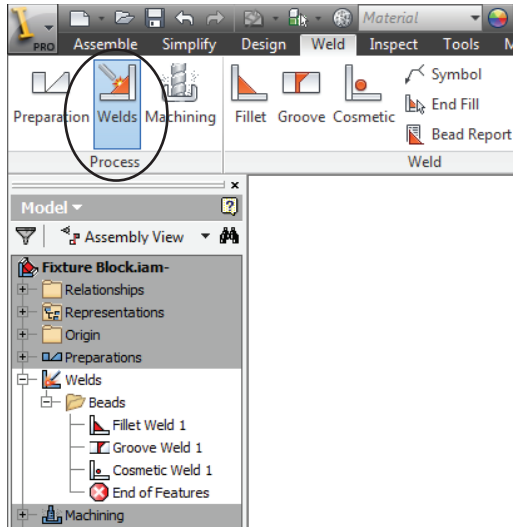 Material
PRO
Assemble Simplify Design Weld Inspect Tools M
Preparation Welds Machining
Fillet Groove Cosmetic
Symbol
End Fill
Bead Report
Process
Weld
x
Model
?
Assembly View
Fixture Block.iam-
Relationships
Representations
Origin
Preparations
Welds
Beads
Fillet Weld 1
Groove Weld 1
Cosmetic Weld 1
End of Features
Machining